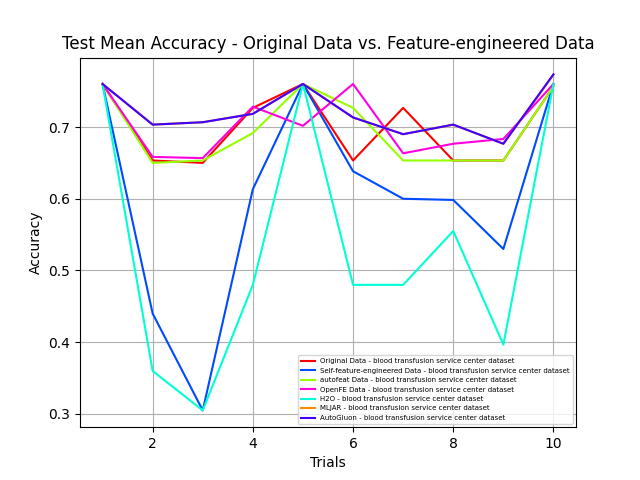 Test Mean Accuracy - Original Data vs. Feature-engineered Data
Accuracy
0.7
0.6
0.5
0.4
0.3
Original Data - blood transfusion service center dataset
Self-feature-engineered Data - blood transfusion service center dataset
autofeat Data - blood transfusion service center dataset
OpenFE Data - blood transfusion service center dataset
H2O - blood transfusion service center dataset
MLJAR - blood transfusion service center dataset
AutoGluon - blood transfusion service center dataset
2 4 6 8 10
Trials